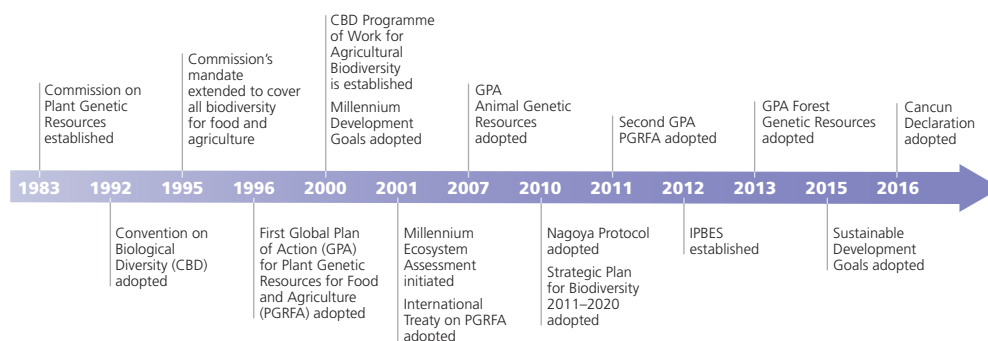 CBD Programme
of Work for
Agricultural
Biodiversity
is established
Millennium
Development
Goals adopted
Commission's
mandate
extended to cover
all biodiversity
for food and
agriculture
Commission on
Plant Genetic
Resources
established
GPA
Animal Genetic
Resources
adopted
Second GPA
PGRFA adopted
GPA Forest
Genetic Resources
adopted
Cancun
Declaration
adopted
1983 1992 1995 1996 2000 2001 2007 2010 2011 2012 2013 2015 2016
Convention on
Biological
Diversity (CBD)
adopted
First Global Plan
of Action (GPA)
for Plant Genetic
Resources for Food
and Agriculture
(PGRFA) adopted
Millennium
Ecosystem
Assessment
initiated
International
Treaty on PGRFA
adopted
Nagoya Protocol
adopted
Strategic Plan
for Biodiversity
2011–2020
adopted
IPBES
established
Sustainable
Development
Goals adopted